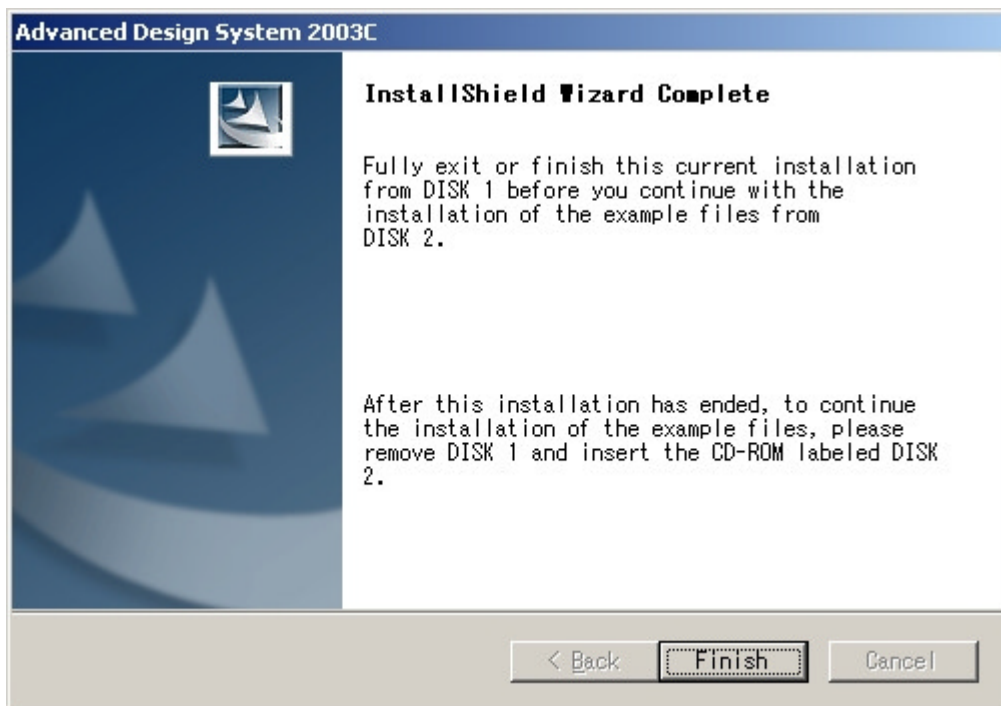 Advanced Design System 2003C
InstallShield Wizard Complete
Fully exit or finish this current installation
from DISK 1 before you continue with the
installation of the example files from
DISK 2.
After this installation has ended, to continue
the installation of the example files, please
remove DISK 1 and insert the CD-ROM labeled DISK
2.
< Back
Finish
Cancel